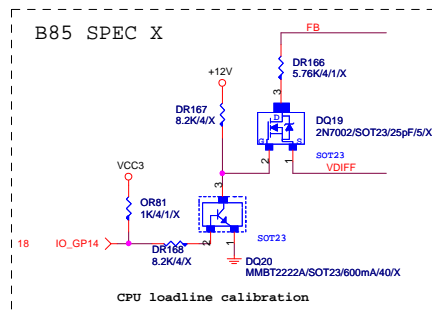 B85 SPEC X
FB
DR166
5.76K/4/1/X
+12V
3
D
DR167
8.2K/4/X
DQ19
2N7002/SOT23/25pF/5/X
G
S
SOT23
2
1
VDIFF
VCC3
3
OR81
1K/4/1/X
18
IO_GP14
2
1
SOT23
DR168
8.2K/4/X
DQ20
MMBT2222A/SOT23/600mA/40/X
CPU loadline calibration